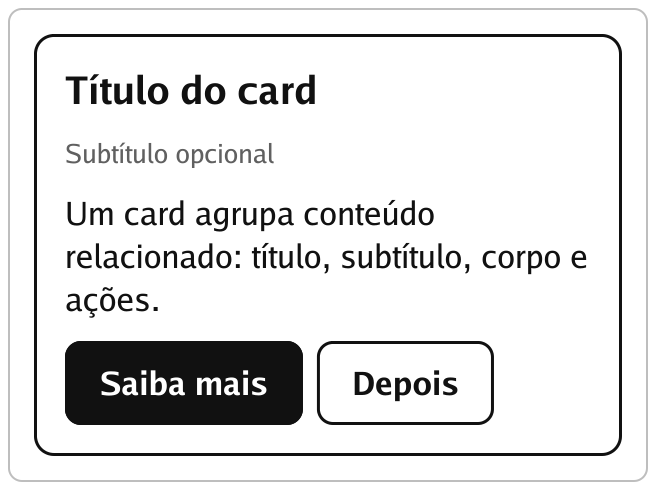 Título do card
Subtítulo opcional
Um card agrupa conteúdo
relacionado: título, subtítulo, corpo e
ações.
Saiba mais
Depois